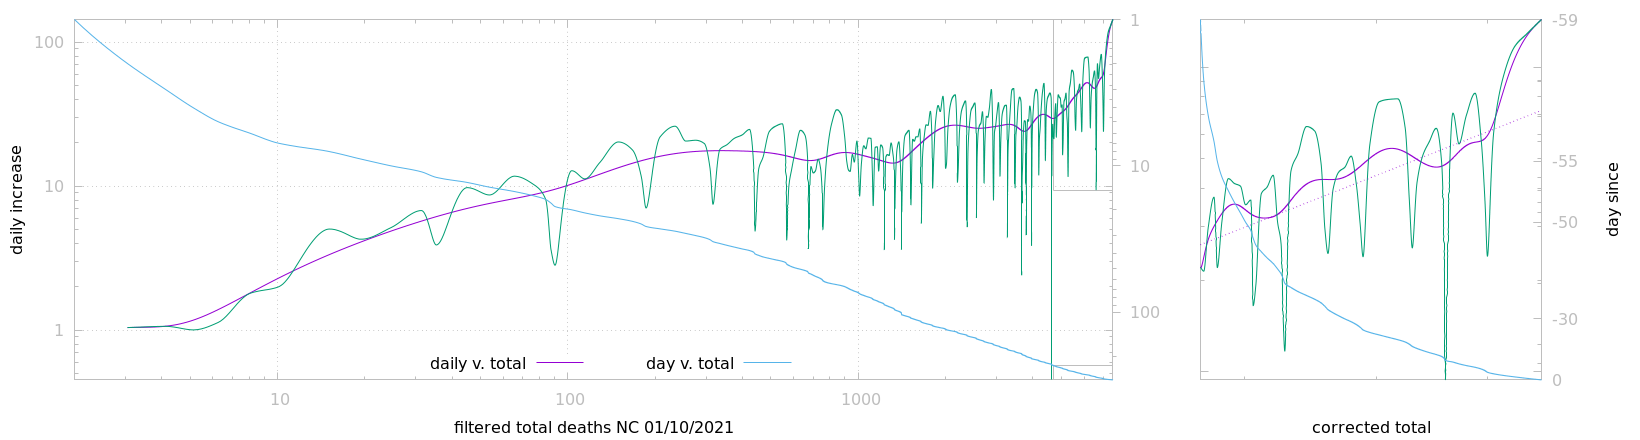 100
10
1
daily increase
daily v. total
day v. total
10
100
1000
filtered total deaths NC 01/10/2021
1
10
100
-59
-55
-50
-30
0
day since
corrected total